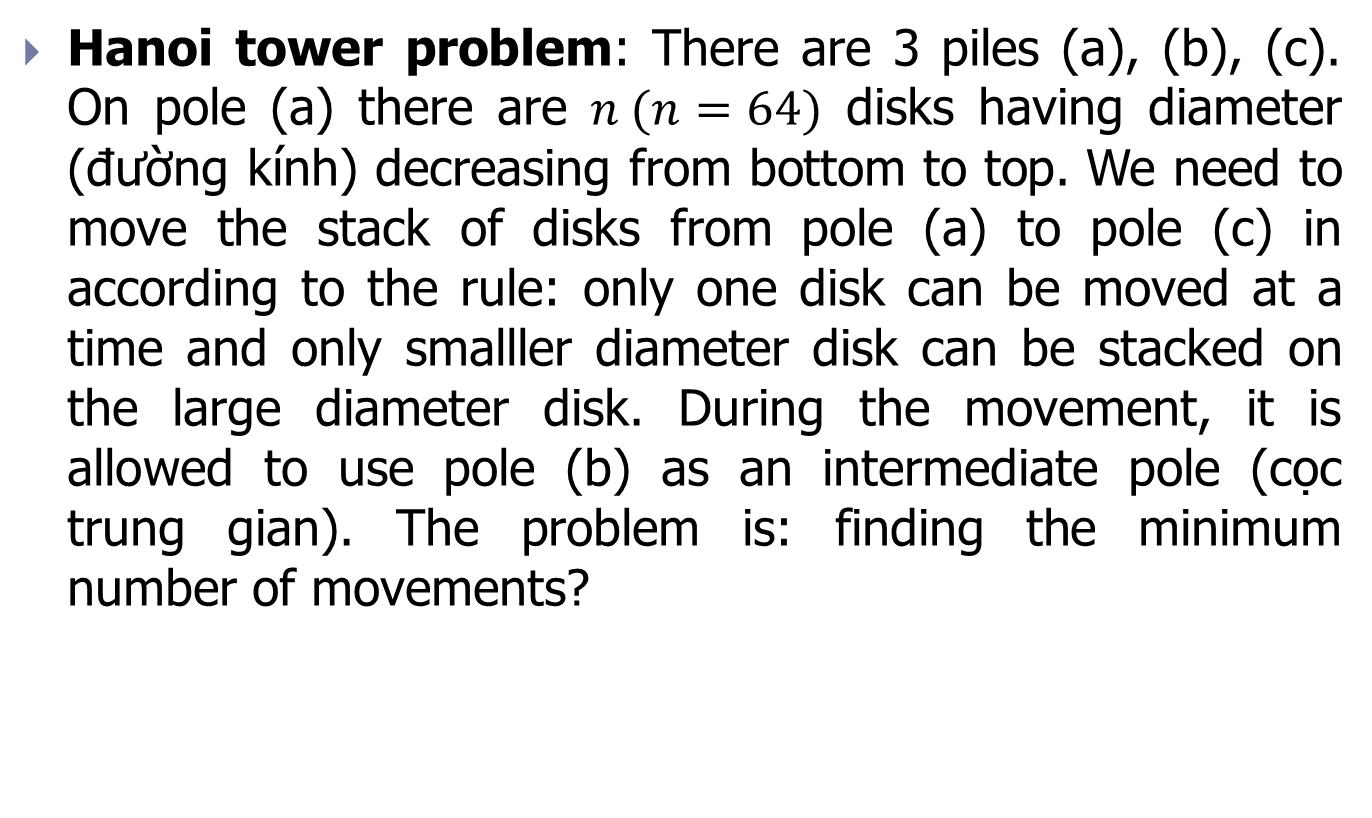 Hanoi tower problem: There are 3 piles (a), (b), (c).
On pole (a) there are n (n = 64) disks having diameter
(đường kính) decreasing from bottom to top. We need to
move the stack of disks from pole (a) to pole (c) in
according to the rule: only one disk can be moved at a
time and only smalller diameter disk can be stacked on
the large diameter disk. During the movement, it is
allowed to use pole (b) as an intermediate pole (cọc
trung gian). The problem is: finding the minimum
number of movements?